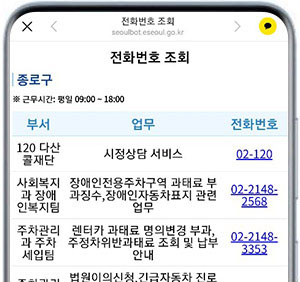 전화번호 조회
seoulbot.eseoul.go.kr
전화번호 조회
종로구
※ 근무시간: 평일 09:00 ~ 18:00
부서 업무 전화번호
120 다산
콜재단
시정상담 서비스
02-120
사회복지
과 장애
인복지팀
장애인전용주차구역 과태료 부
과징수,장애인자동차표지 관련
업무
02-2148-
2568
주차관리
과 주차
세입팀
렌터카 과태료 명의변경 부과,
주정차위반과태료 조회 및 납부
안내
02-2148-
3353
주차관리
법원이의신청,긴급자동차 진로